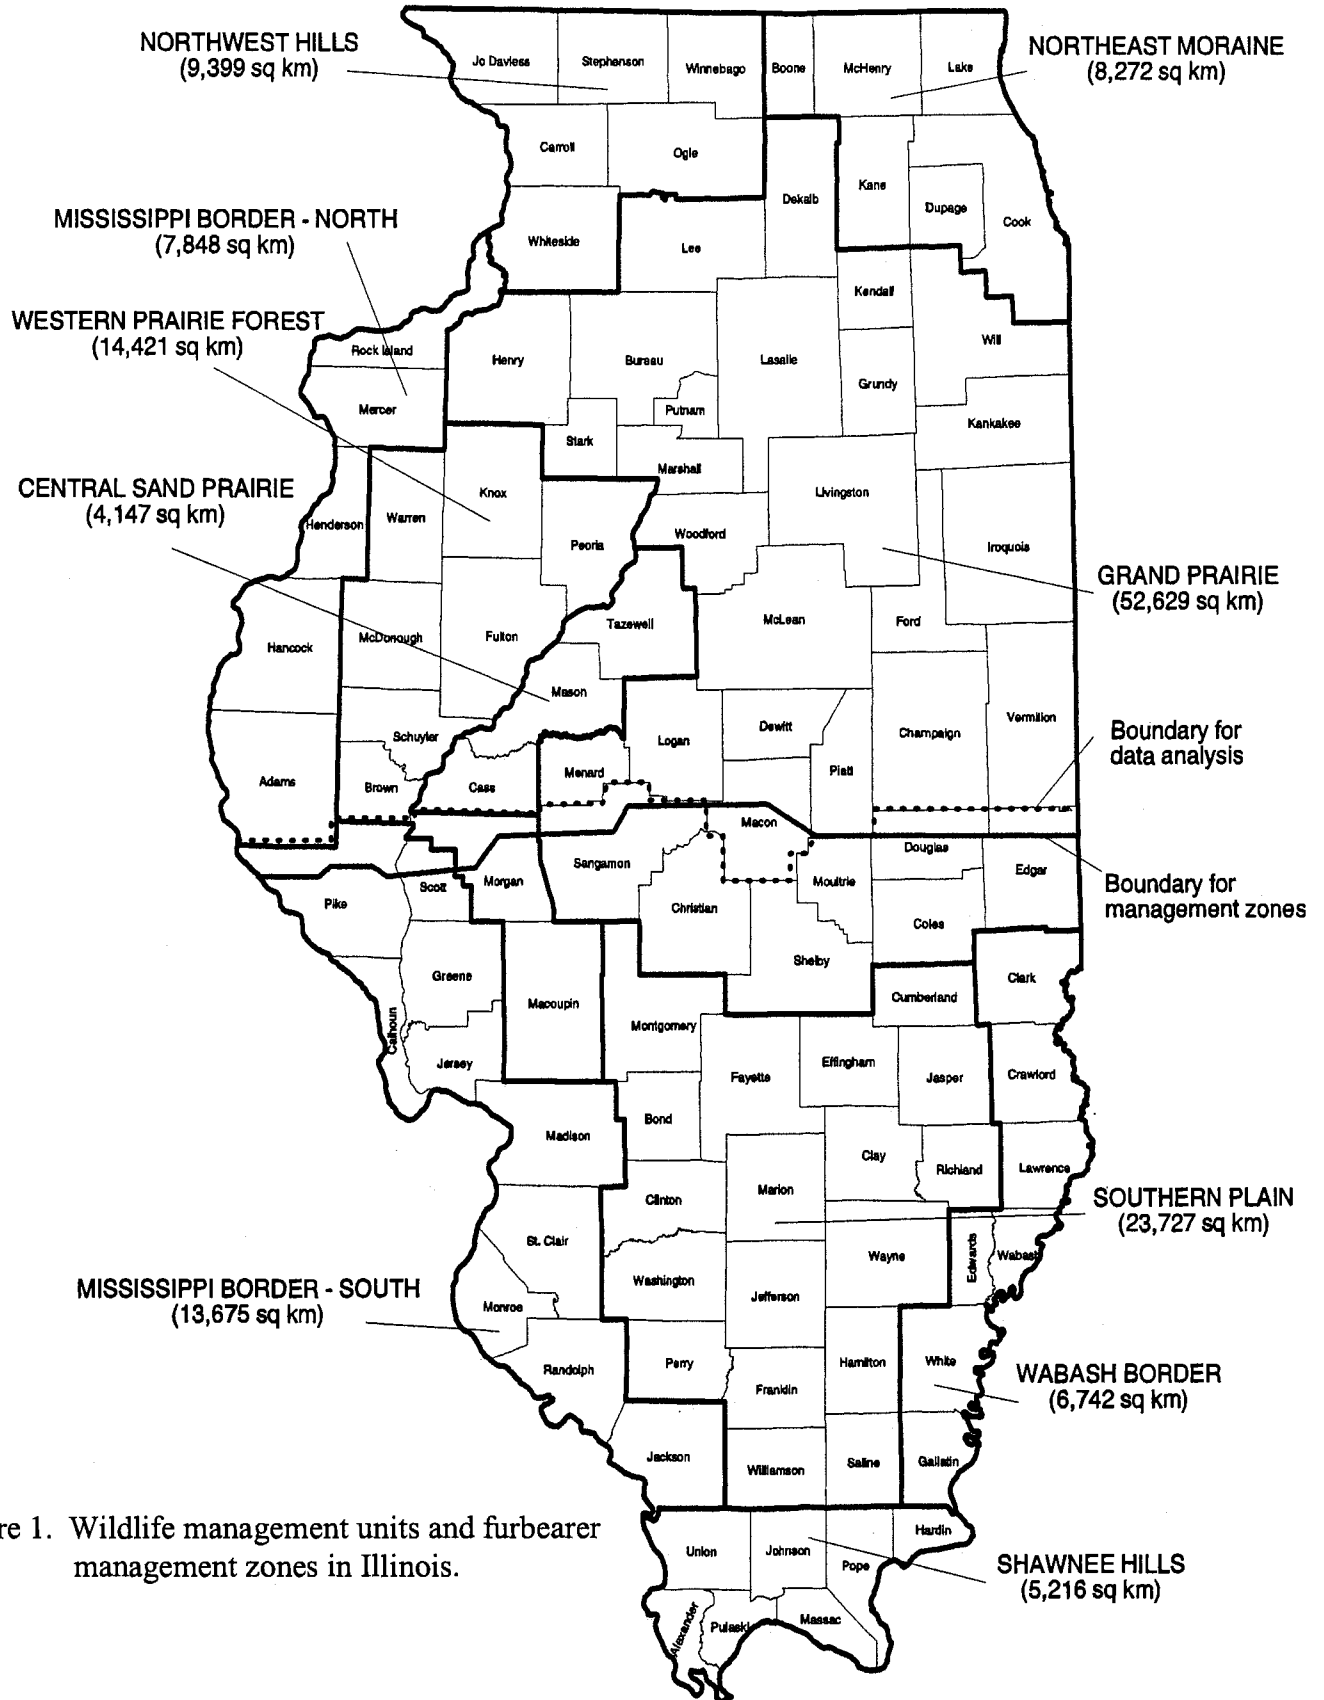 NORTHWEST HILLS
(9,399 sq km)
NORTHEAST MORAINE
(8,272 sq km)
Jo Daviess
Stephenson
Winnebago
Boone
McHenry
Lake
Carroll
Ogle
Dekalb
Kane
Dupage
Cook
MISSISSIPPI BORDER - NORTH
(7,848 sq km)
Whiteside
Lee
Kendall
WESTERN PRAIRIE FOREST
(14,421 sq km)
Rock Island
Henry
Bureau
Lasalle
Will
Grundy
Mercer
Putnam
Kankakee
Stark
Marshall
CENTRAL SAND PRAIRIE
(4,147 sq km)
Knox
Livingston
Henderson
Warren
Peoria
Woodford
Iroquois
GRAND PRAIRIE
(52,629 sq km)
Hancock
McDonough
Fulton
Tazewell
McLean
Ford
Mason
Schuyler
Logan
Dewitt
Champaign
Vermilion
Boundary for
data analysis
Adams
Brown
Cass
Menard
Piatt
Macon
Douglas
Edgar
Sangamon
Pike
Scott
Morgan
Christian
Moultrie
Coles
Boundary for
management zones
Shelby
Greene
Macoupin
Cumberland
Clark
Calhoun
Jersey
Montgomery
Fayette
Effingham
Jasper
Crawford
Madison
Bond
Clay
Richland
Lawrence
Clinton
Marion
SOUTHERN PLAIN
(23,727 sq km)
St. Clair
Washington
Wayne
Edwards
Wabash
MISSISSIPPI BORDER - SOUTH
(13,675 sq km)
Monroe
Jefferson
Randolph
Perry
Hamilton
White
WABASH BORDER
(6,742 sq km)
Franklin
Jackson
Williamson
Saline
Gallatin
re 1. Wildlife management units and furbearer
management zones in Illinois.
Union
Johnson
Pope
Hardin
SHAWNEE HILLS
(5,216 sq km)
Alexander
Pulaski
Massac